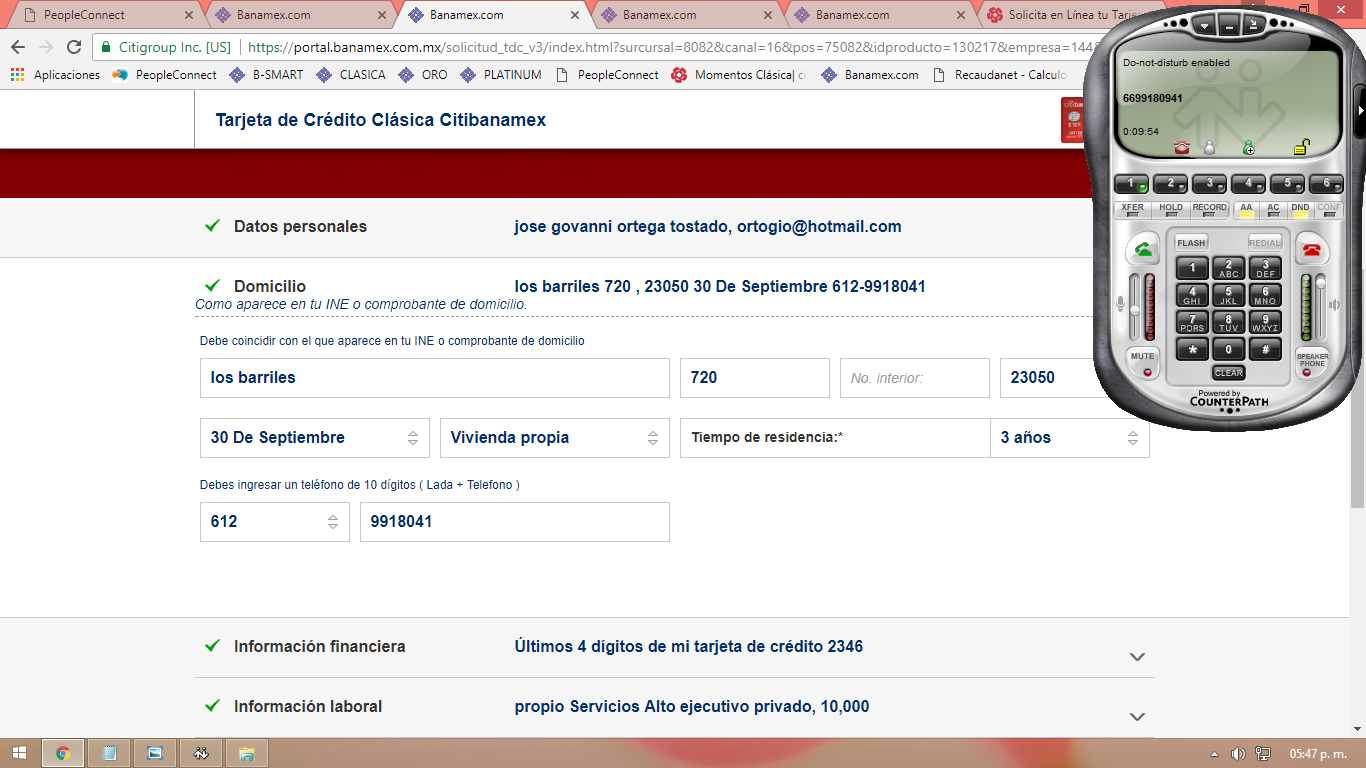 PeopleConnect
Banamex.com
Banamex.com
Banamex.com
Banamex.com
Solicita en Línea tu Tarje
Citigroup Inc. [US] https://portal.banamex.com.mx/solicitud_tdc_v3/index.html?surcursal=8082&canal=16&pos=75082&idproducto=130217&empresa=1448
Aplicaciones PeopleConnect B-SMART CLASICA ORO PLATINUM PeopleConnect Momentos Clásica| ci Banamex.com Recaudanet - Calculo
Tarjeta de Crédito Clásica Citibanamex
Datos personales jose govanni ortega tostado, ortogio@hotmail.com
Domicilio los barriles 720 , 23050 30 De Septiembre 612-9918041
Como aparece en tu INE o comprobante de domicilio.
Debe coincidir con el que aparece en tu INE o comprobante de domicilio
los barriles 720 No. interior: 23050
30 De Septiembre Vivienda propia Tiempo de residencia:* 3 años
Debes ingresar un teléfono de 10 dígitos ( Lada + Telefono )
612 9918041
Información financiera Últimos 4 dígitos de mi tarjeta de crédito 2346
Información laboral propio Servicios Alto ejecutivo privado, 10,000
Do-not-disturb enabled
6699180941
0:09:54
1 2 3 4 5 6
XFER HOLD RECORD AA AC DND CONF
FLASH REDIAL
1 2 ABC 3 DEF
4 GHI 5 JKL 6 MNO
7 PQRS 8 TUV 9 WXYZ
* 0 #
MUTE CLEAR SPEAKER PHONE
Powered by
COUNTERPATH
05:47 p. m.